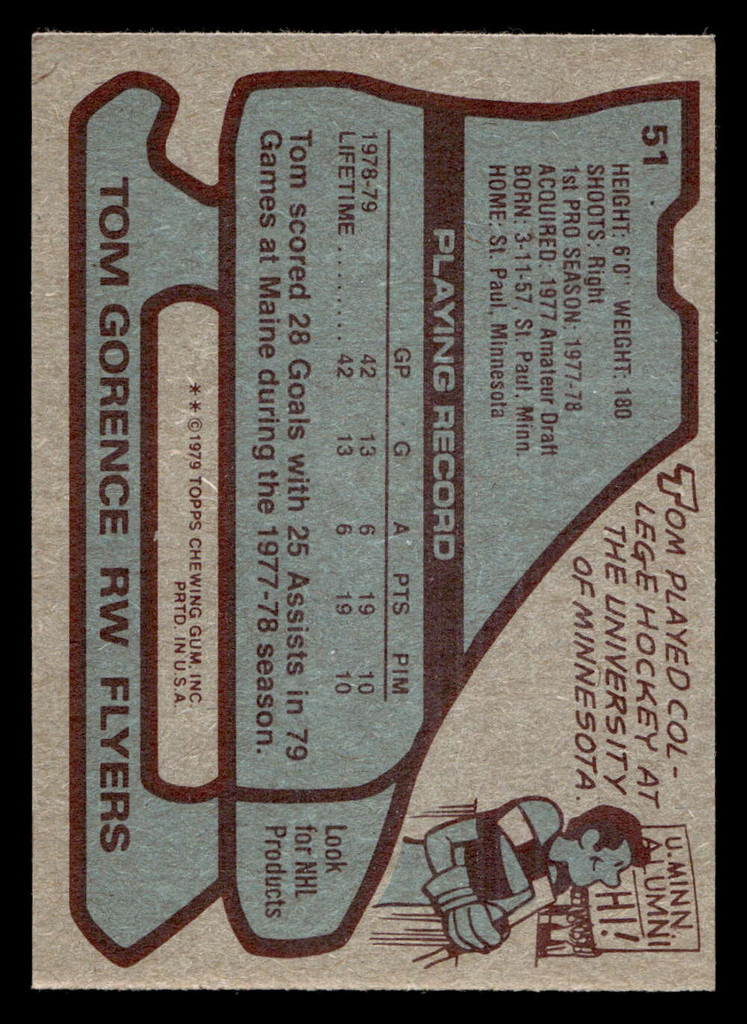 51
HEIGHT: 6'0" WEIGHT: 180
SHOOTS: Right
1st PRO SEASON: 1977-78
ACQUIRED: 1977 Amateur Draft
BORN: 3-11-57, St. Paul, Minn.
HOME: St. Paul, Minnesota
TOM PLAYED COL-
LEGE HOCKEY AT
THE UNIVERSITY
OF MINNESOTA.
U. MINN.
ALUMNI
HI!
PLAYING RECORD
GP G A PTS PIM
1978-79 42 13 6 19 10
LIFETIME .......... 42 13 6 19 10
Tom scored 28 Goals with 25 Assists in 79
Games at Maine during the 1977-78 season.
Look
for NHL
Products
**©1979 TOPPS CHEWING GUM, INC.
PRTD. IN U.S.A.
TOM GORENCE RW FLYERS